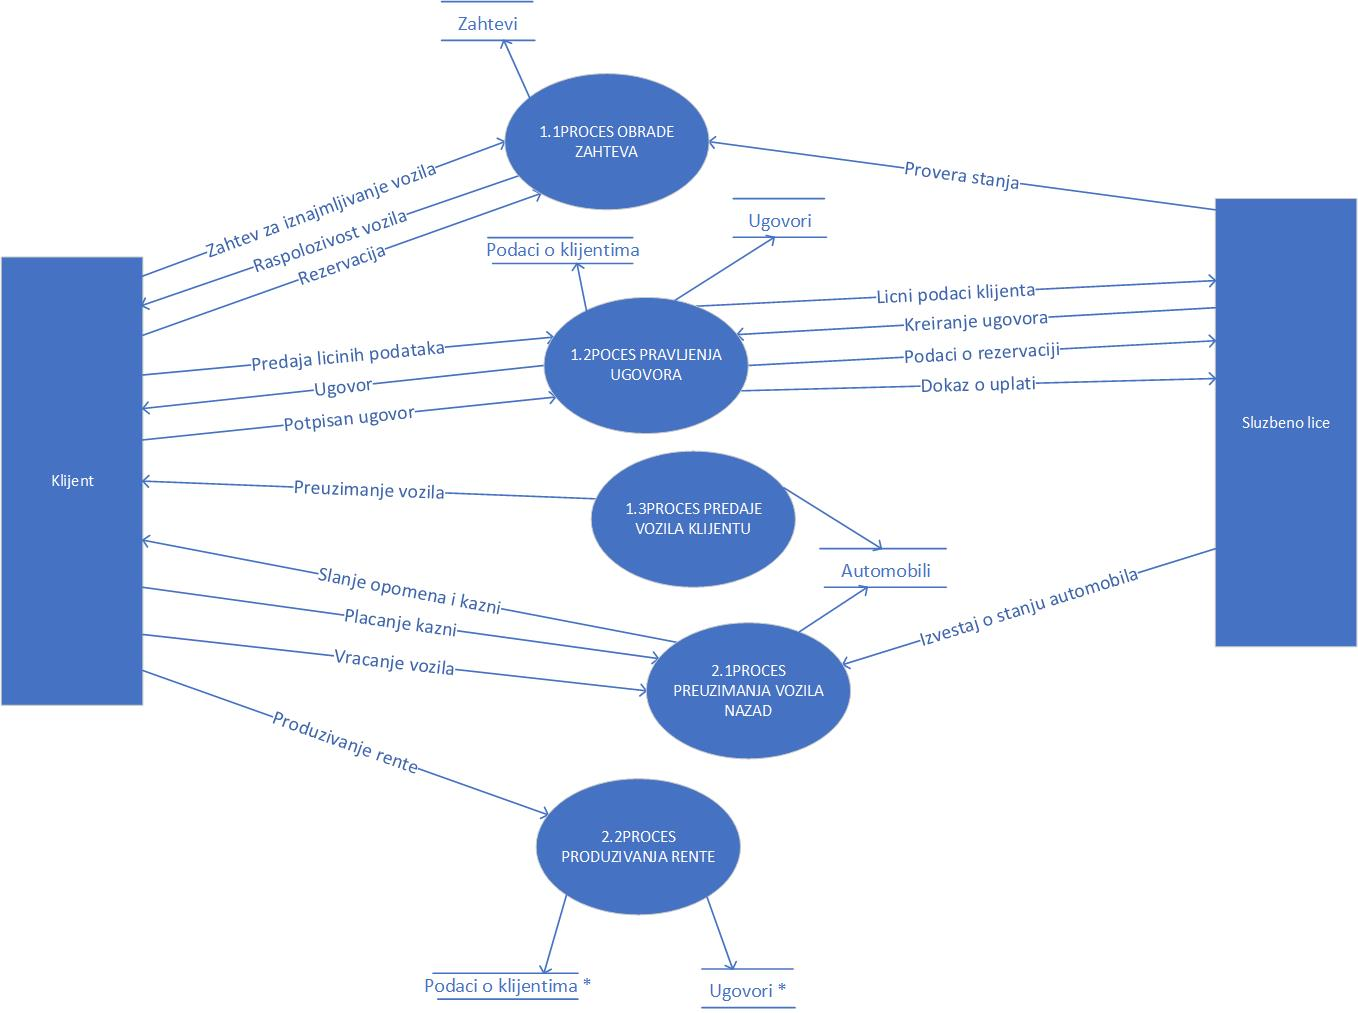 Zahtevi
1.1PROCES OBRADE
ZAHTEVA
Zahtev za iznajmljivanje vozila
Raspolozivost vozila
Rezervacija
Provera stanja
Ugovori
Podaci o klijentima
Licni podaci klijenta
Kreiranje ugovora
Podaci o rezervaciji
Dokaz o uplati
Predaja licinih podataka
Ugovor
Potpisan ugovor
1.2POCES PRAVLJENJA
UGOVORA
Sluzbeno lice
Klijent
Preuzimanje vozila
1.3PROCES PREDAJE
VOZILA KLIJENTU
Automobili
Slanje opomena i kazni
Placanje kazni
Vracanje vozila
Izvestaj o stanju automobila
2.1PROCES
PREUZIMANJA VOZILA
NAZAD
Produzivanje rente
2.2PROCES
PRODUZIVANJA RENTE
Podaci o klijentima *
Ugovori *